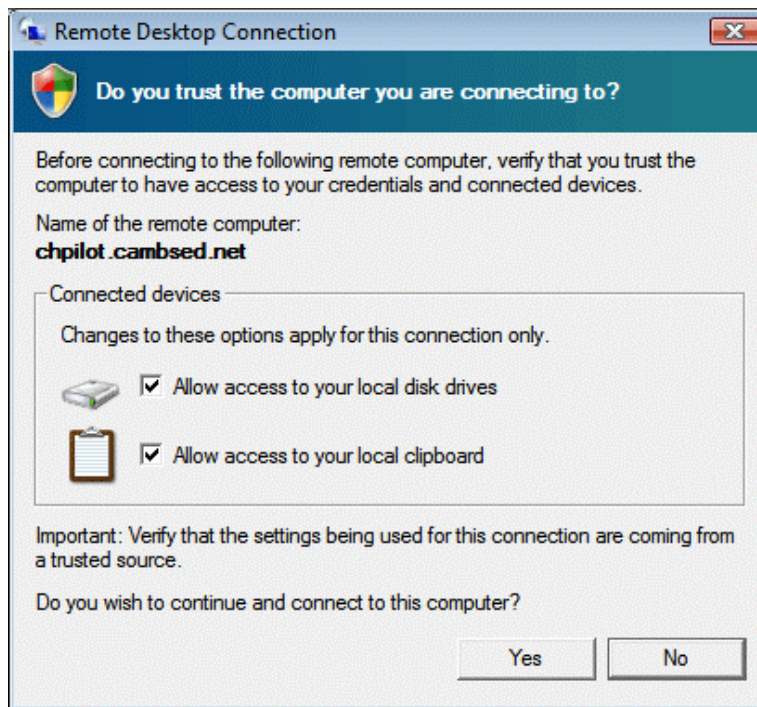 Remote Desktop Connection
Do you trust the computer you are connecting to?
Before connecting to the following remote computer, verify that you trust the
computer to have access to your credentials and connected devices.
Name of the remote computer:
chpilot.cambsed.net
Connected devices
Changes to these options apply for this connection only.
Allow access to your local disk drives
Allow access to your local clipboard
Important: Verify that the settings being used for this connection are coming from
a trusted source.
Do you wish to continue and connect to this computer?
Yes No